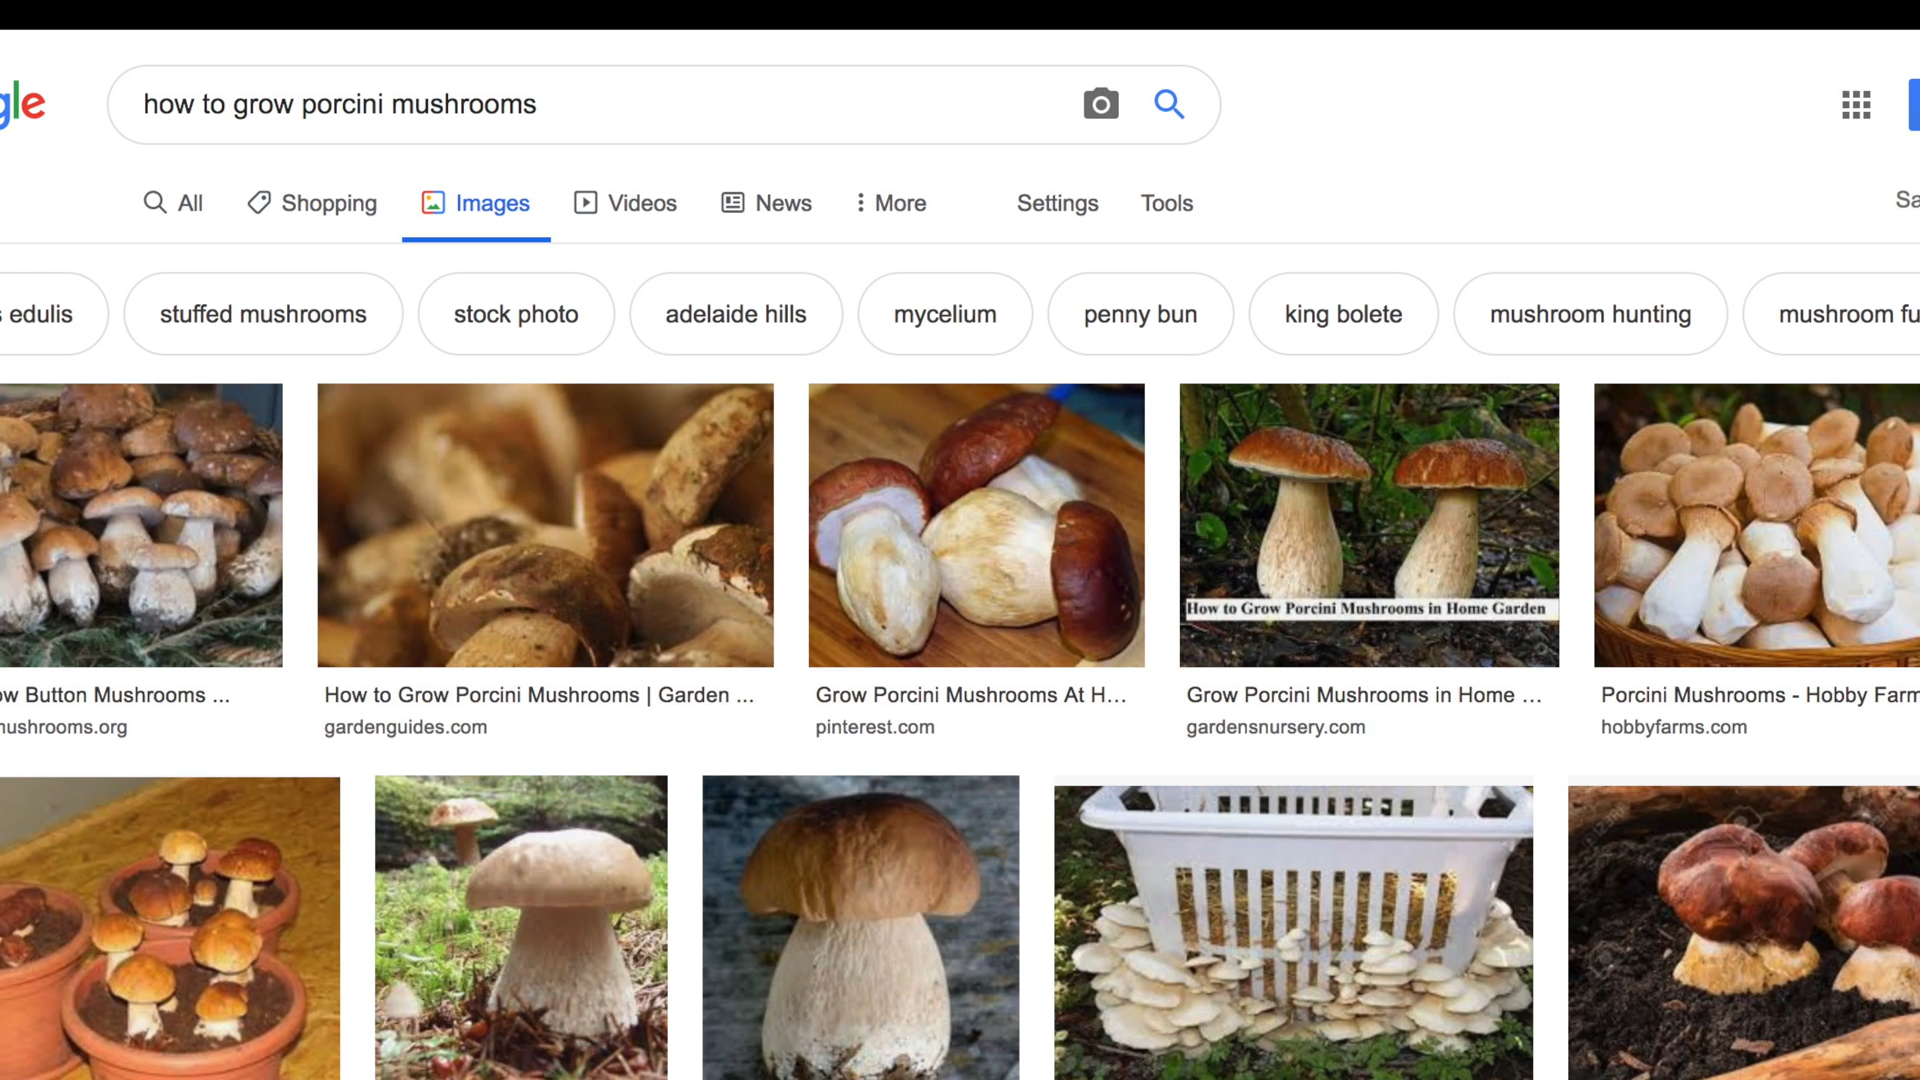 gle
how to grow porcini mushrooms
All Shopping Images Videos News More Settings Tools
edulis stuffed mushrooms stock photo adelaide hills mycelium penny bun king bolete mushroom hunting mushroom fu
How to Grow Porcini Mushrooms in Home Garden
ow Button Mushrooms ... How to Grow Porcini Mushrooms | Garden ... Grow Porcini Mushrooms At H... Grow Porcini Mushrooms in Home ... Porcini Mushrooms - Hobby Farm
mushrooms.org gardenguides.com pinterest.com gardensnursery.com hobbyfarms.com